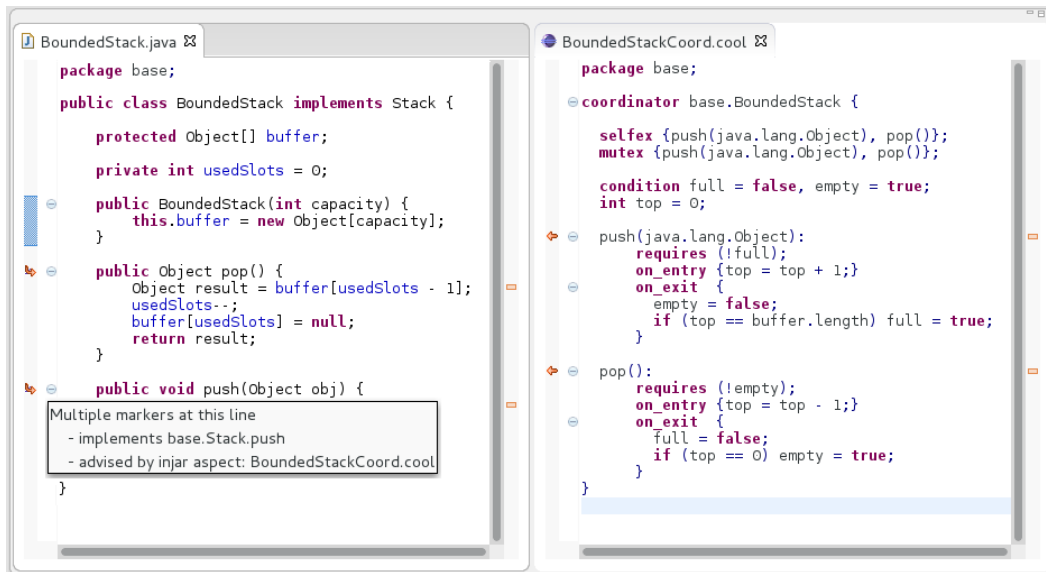 BoundedStack.java
package base;
public class BoundedStack implements Stack {
protected Object[] buffer;
private int usedSlots = 0;
public BoundedStack(int capacity) {
this.buffer = new Object[capacity];
}
public Object pop() {
Object result = buffer[usedSlots - 1];
usedSlots--;
buffer[usedSlots] = null;
return result;
}
public void push(Object obj) {
Multiple markers at this line
- implements base.Stack.push
- advised by injar aspect: BoundedStackCoord.cool
}
BoundedStackCoord.cool
package base;
coordinator base.BoundedStack {
selfex {push(java.lang.Object), pop()};
mutex {push(java.lang.Object), pop()};
condition full = false, empty = true;
int top = 0;
push(java.lang.Object):
requires (!full);
on_entry {top = top + 1;}
on_exit {
empty = false;
if (top == buffer.length) full = true;
}
pop():
requires (!empty);
on_entry {top = top - 1;}
on_exit {
full = false;
if (top == 0) empty = true;
}
}